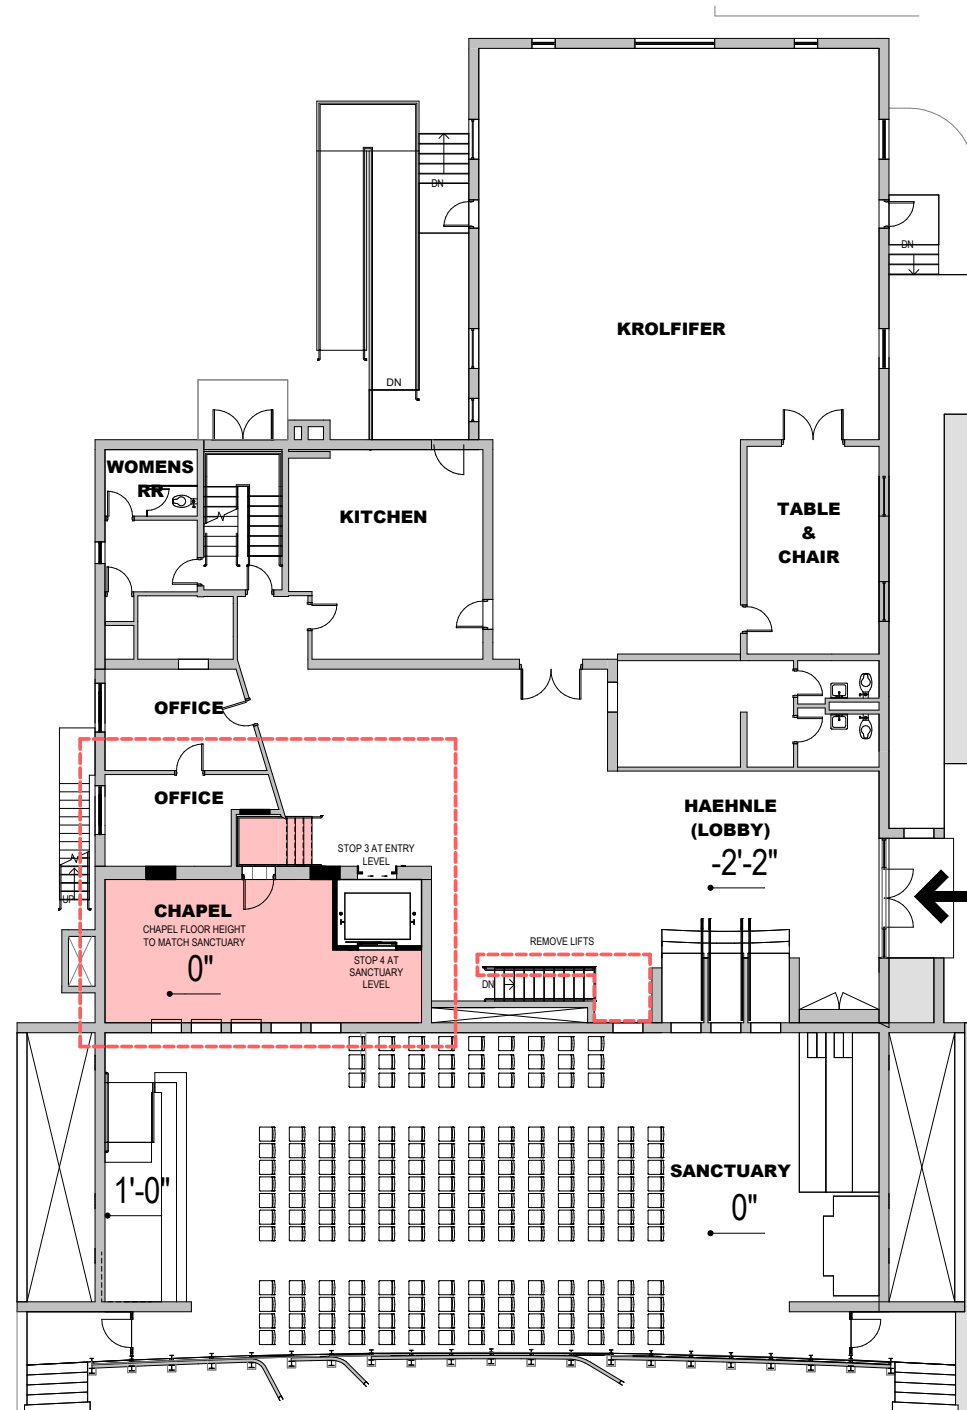 DN
DN
KROLFIFER
DN
WOMENS
RR
KITCHEN
TABLE
&
CHAIR
OFFICE
OFFICE
HAEHNLE
(LOBBY)
-2'-2"
STOP 3 AT ENTRY
LEVEL
UP
CHAPEL
CHAPEL FLOOR HEIGHT
TO MATCH SANCTUARY
0"
STOP 4 AT
SANCTUARY
LEVEL
REMOVE LIFTS
DN
SANCTUARY
0"
1'-0"